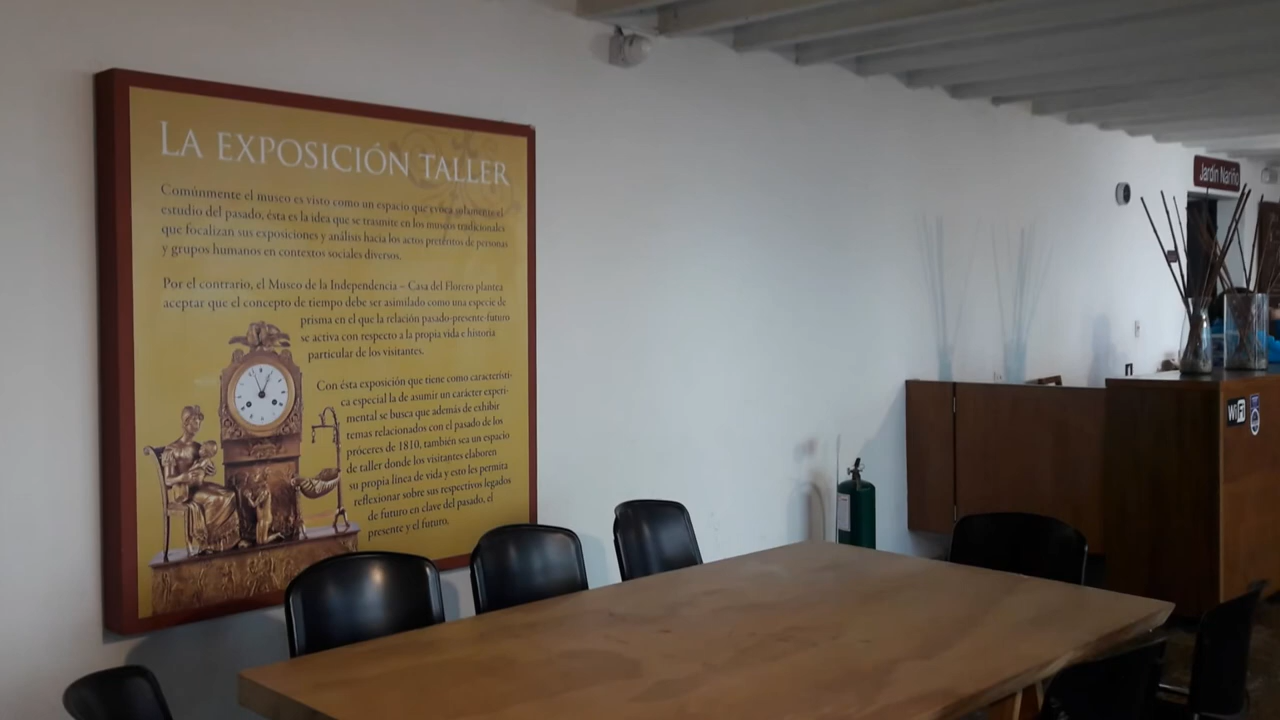 LA EXPOSICIÓN TALLER
Comúnmente el museo es visto como un espacio que evoca solamente el
estudio del pasado, ésta es la idea que se trasmite en los museos tradicionales
que focalizan sus exposiciones y análisis hacia los actos pretéritos de personas
y grupos humanos en contextos sociales diversos.
Por el contrario, el Museo de la Independencia – Casa del Florero plantea
aceptar que el concepto de tiempo debe ser asimilado como una especie de
prisma en el que la relación pasado-presente-futuro
se activa con respecto a la propia vida e historia
particular de los visitantes.
Con ésta exposición que tiene como característi-
ca especial la de asumir un carácter experi-
mental se busca que además de exhibir
temas relacionados con el pasado de los
próceres de 1810, también sea un espacio
de taller donde los visitantes elaboren
su propia línea de vida y esto les permita
reflexionar sobre sus respectivos legados
de futuro en clave del pasado, el
presente y el futuro.
Jardín Nariño
WiFi